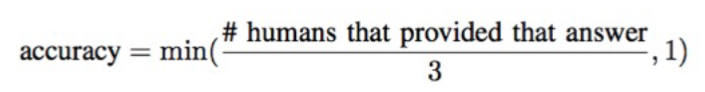 accuracy = min(# humans that provided that answer / 3, 1)